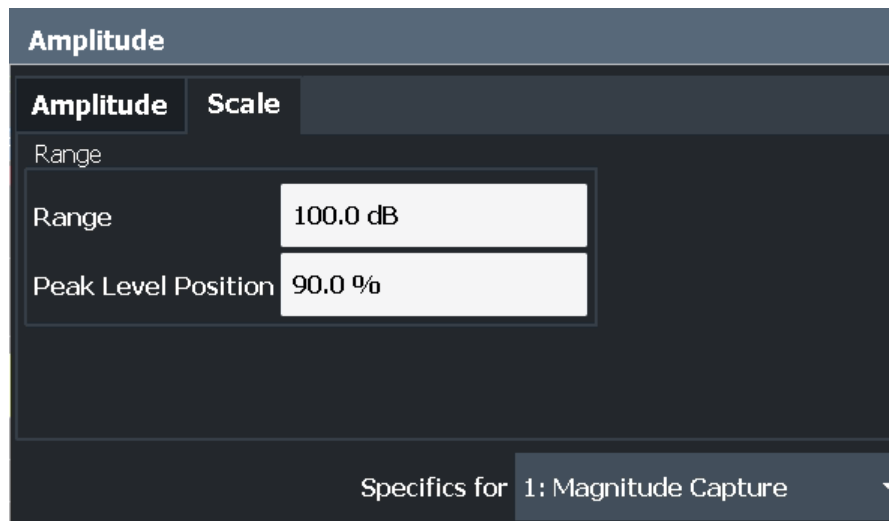 Amplitude
Amplitude Scale
Range
Range 100.0 dB
Peak Level Position 90.0 %
Specifics for 1: Magnitude Capture